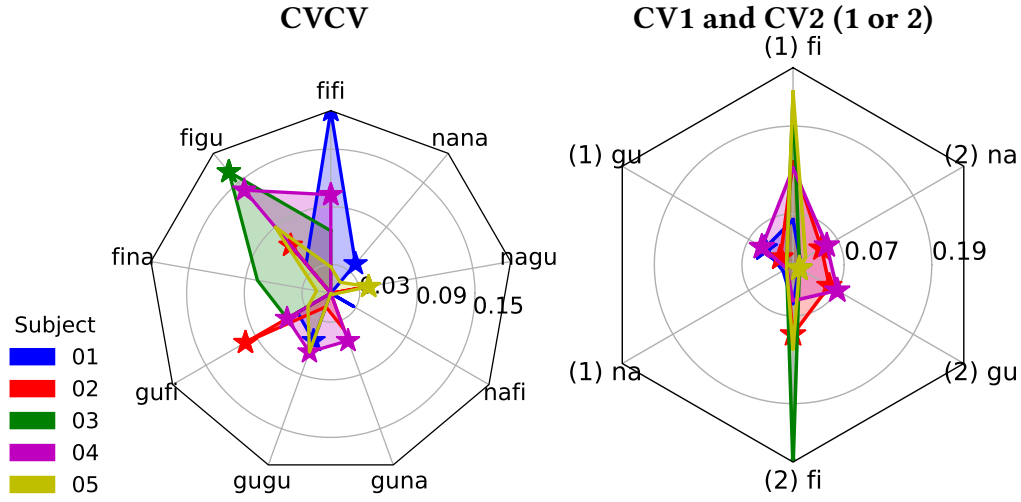 CVCV
CV1 and CV2 (1 or 2)
fifi
nana
nagu
nafi
guna
gugu
gufi
fina
figu
0.03
0.09
0.15
(1) fi
(2) na
(2) gu
(2) fi
(1) na
(1) gu
0.07
0.19
Subject
01
02
03
04
05